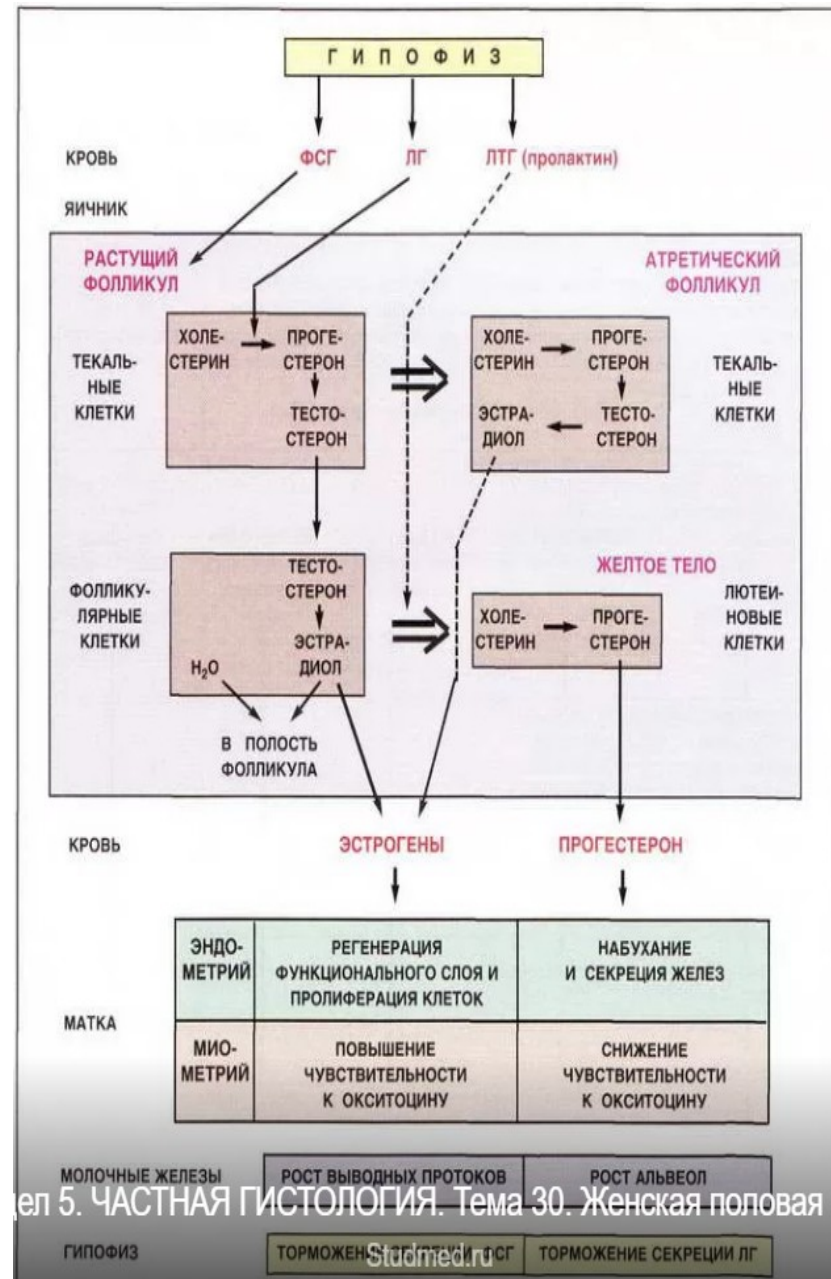 Г И П О Ф И З
КРОВЬ
ФСГ
ЛГ
ЛТГ (пролактин)
ЯИЧНИК
РАСТУЩИЙ
ФОЛЛИКУЛ
АТРЕТИЧЕСКИЙ
ФОЛЛИКУЛ
ТЕКАЛЬ-
НЫЕ
КЛЕТКИ
ХОЛЕ-
СТЕРИН
ПРОГЕ-
СТЕРОН
ТЕСТО-
СТЕРОН
ХОЛЕ-
СТЕРИН
ПРОГЕ-
СТЕРОН
ЭСТРА-
ДИОЛ
ТЕСТО-
СТЕРОН
ТЕКАЛЬ-
НЫЕ
КЛЕТКИ
ФОЛЛИКУ-
ЛЯРНЫЕ
КЛЕТКИ
ТЕСТО-
СТЕРОН
ЭСТРА-
ДИОЛ
H₂O
В ПОЛОСТЬ
ФОЛЛИКУЛА
ЖЕЛТОЕ ТЕЛО
ХОЛЕ-
СТЕРИН
ПРОГЕ-
СТЕРОН
ЛЮТЕИ-
НОВЫЕ
КЛЕТКИ
КРОВЬ
ЭСТРОГЕНЫ
ПРОГЕСТЕРОН
МАТКА
ЭНДО-
МЕТРИЙ
РЕГЕНЕРАЦИЯ
ФУНКЦИОНАЛЬНОГО СЛОЯ И
ПРОЛИФЕРАЦИЯ КЛЕТОК
НАБУХАНИЕ
И СЕКРЕЦИЯ ЖЕЛЕЗ
МИО-
МЕТРИЙ
ПОВЫШЕНИЕ
ЧУВСТВИТЕЛЬНОСТИ
К ОКСИТОЦИНУ
СНИЖЕНИЕ
ЧУВСТВИТЕЛЬНОСТИ
К ОКСИТОЦИНУ
МОЛОЧНЫЕ ЖЕЛЕЗЫ
РОСТ ВЫВОДНЫХ ПРОТОКОВ
РОСТ АЛЬВЕОЛ
дел 5. ЧАСТНАЯ ГИСТОЛОГИЯ. Тема 30. Женская половая
ГИПОФИЗ
ТОРМОЖЕНИЕ СЕКРЕЦИИ ФСГ
ТОРМОЖЕНИЕ СЕКРЕЦИИ ЛГ
Studmed.ru